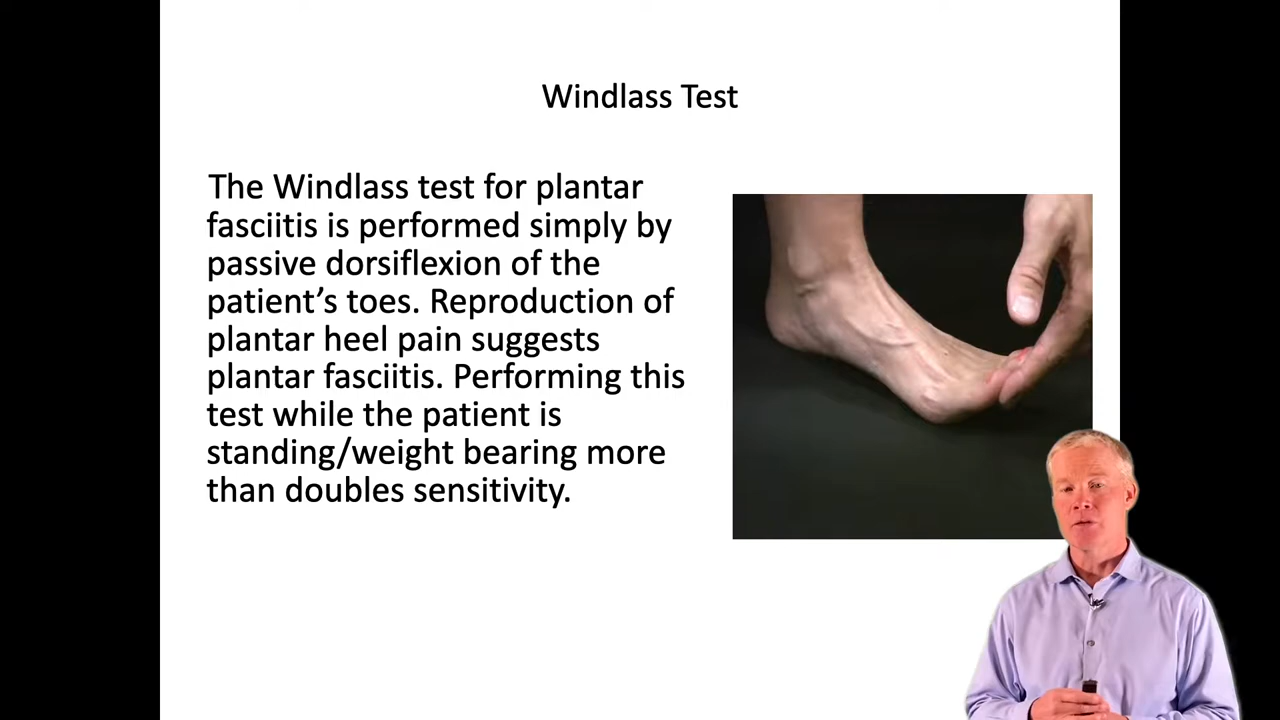 Windlass Test
The Windlass test for plantar
fasciitis is performed simply by
passive dorsiflexion of the
patient’s toes. Reproduction of
plantar heel pain suggests
plantar fasciitis. Performing this
test while the patient is
standing/weight bearing more
than doubles sensitivity.